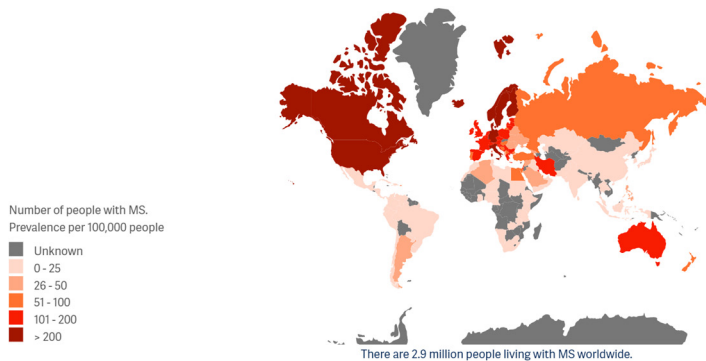 Number of people with MS.
Prevalence per 100,000 people
Unknown
0 - 25
26 - 50
51 - 100
101 - 200
> 200
There are 2.9 million people living with MS worldwide.